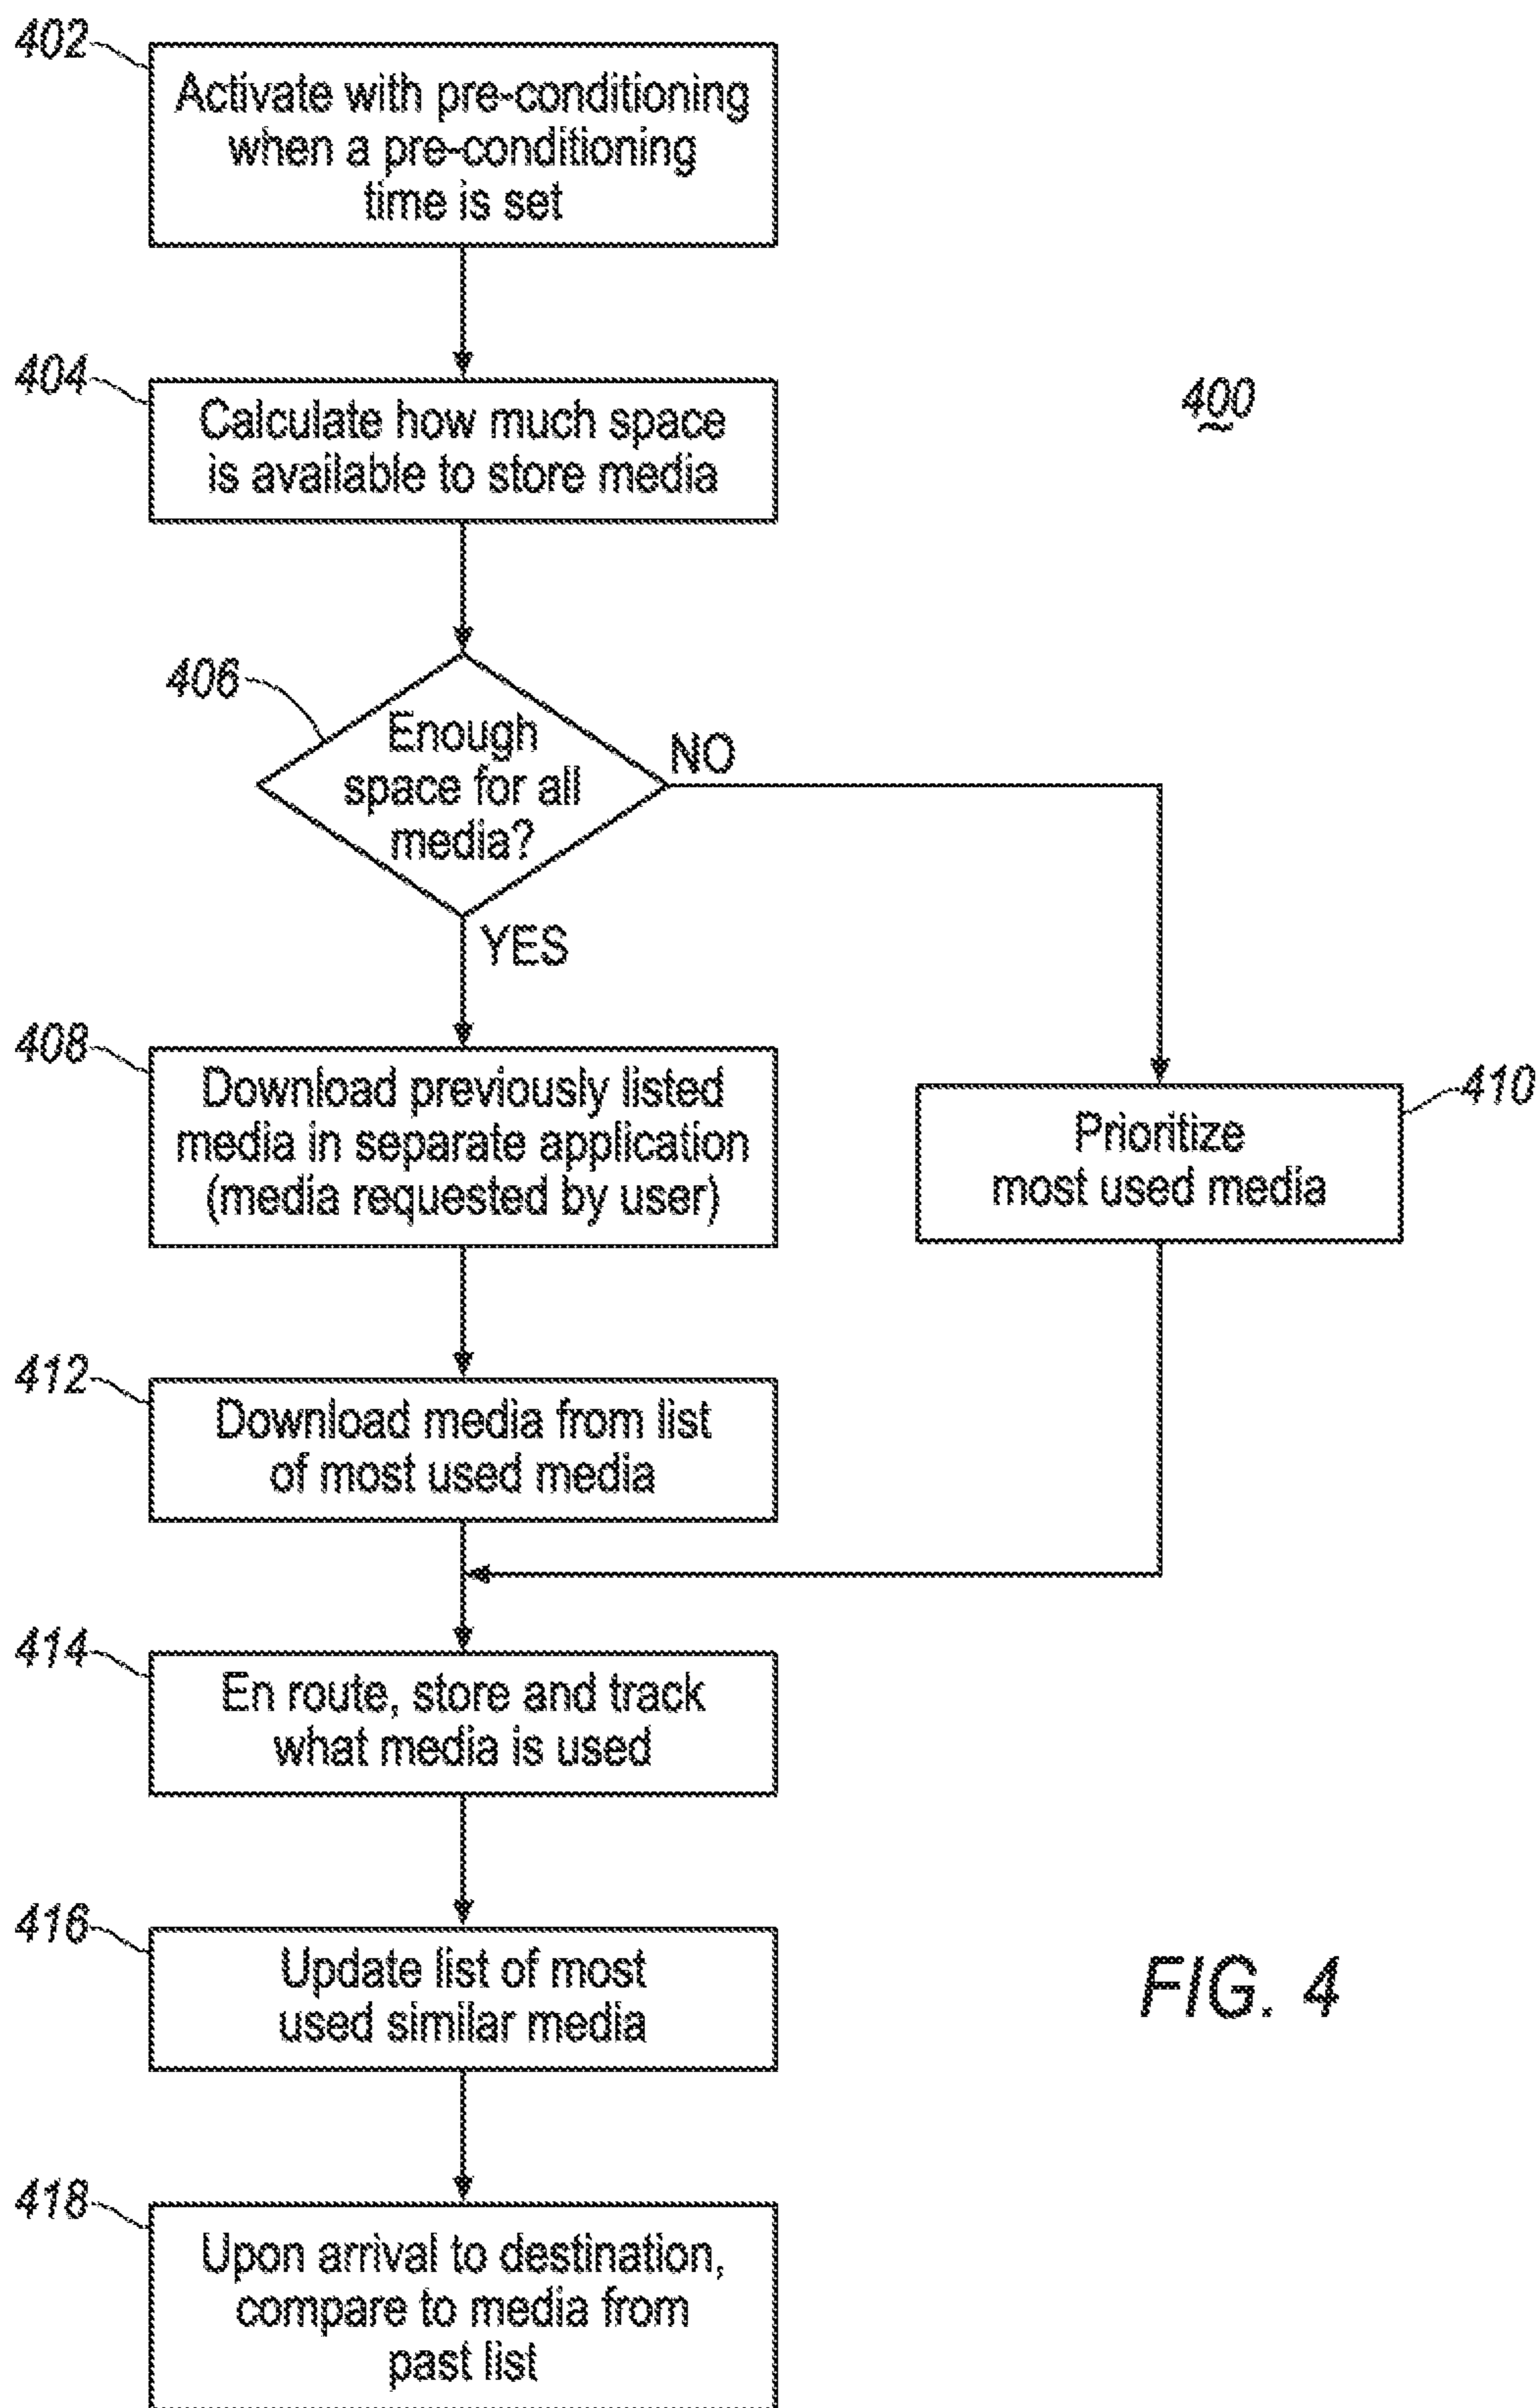 402
Activate with pre-conditioning
when a pre-conditioning
time is set
404
Calculate how much space
is available to store media
400
406
Enough
space for all
media?
NO
YES
408
Download previously listed
media in separate application
(media requested by user)
Prioritize
most used media
410
412
Download media from list
of most used media
414
En route, store and track
what media is used
416
Update list of most
used similar media
FIG. 4
418
Upon arrival to destination,
compare to media from
past list